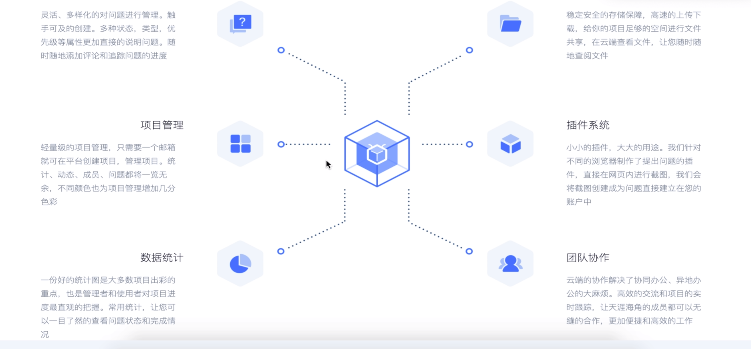 灵活、多样化的对问题进行管理。触
手可及的创建。多种状态、类型、优
先级等属性更加直接的说明问题。随
时随地添加评论和追踪问题的进度
稳定安全的存储保障，高速的上传下
载，给你的项目足够的空间进行文件
共享，在云端查看文件，让您随时随
地查阅文件
项目管理
轻量级的项目管理，只需要一个邮箱
就可在平台创建项目，管理项目。统
计、动态、成员、问题都将一览无
余，不同颜色也为项目管理增加几分
色彩
插件系统
小小的插件，大大的用途。我们针对
不同的浏览器制作了提出问题的插
件，直接在网页内进行截图，我们会
将截图创建成为问题直接建立在您的
账户中
数据统计
一份好的统计图是大多数项目出彩的
重点，也是管理者和使用者对项目进
度最直观的把握。常用统计，让您可
以一目了然的查看问题状态和完成情
况
团队协作
云端的协作解决了协同办公、异地办
公的大麻烦。高效的交流和项目的实
时跟踪，让天涯海角的成员都可以无
缝的合作，更加便捷和高效的工作